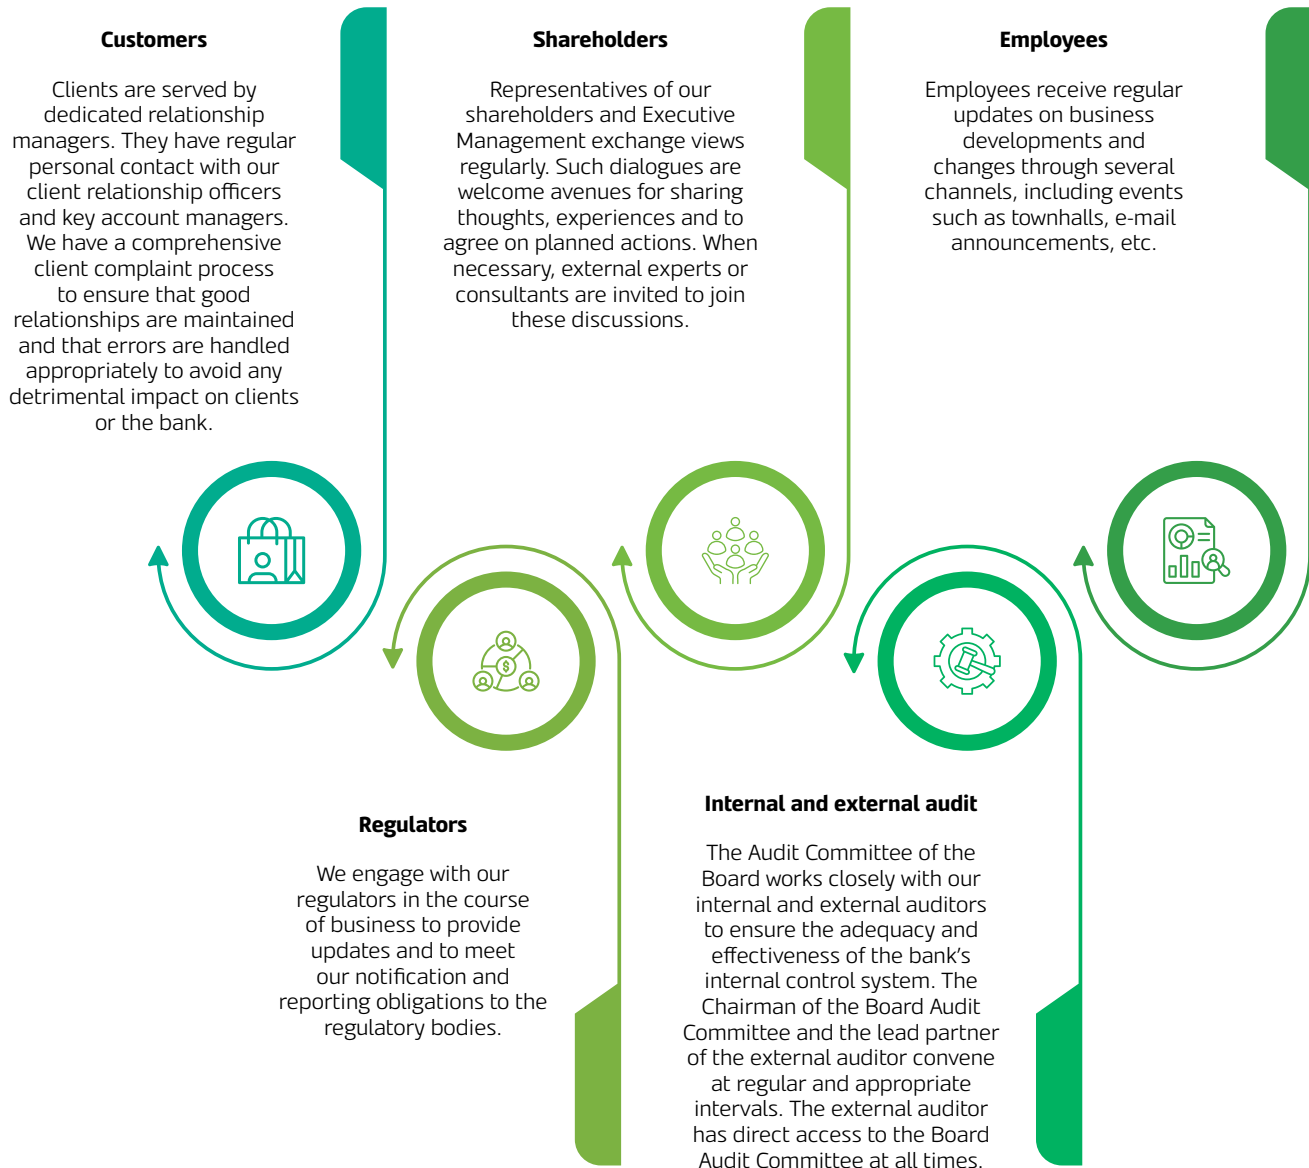 Customers
Clients are served by
dedicated relationship
managers. They have regular
personal contact with our
client relationship officers
and key account managers.
We have a comprehensive
client complaint process
to ensure that good
relationships are maintained
and that errors are handled
appropriately to avoid any
detrimental impact on clients
or the bank.
Shareholders
Representatives of our
shareholders and Executive
Management exchange views
regularly. Such dialogues are
welcome avenues for sharing
thoughts, experiences and to
agree on planned actions. When
necessary, external experts or
consultants are invited to join
these discussions.
Employees
Employees receive regular
updates on business
developments and
changes through several
channels, including events
such as townhalls, e-mail
announcements, etc.
$
Regulators
We engage with our
regulators in the course
of business to provide
updates and to meet
our notification and
reporting obligations to the
regulatory bodies.
Internal and external audit
The Audit Committee of the
Board works closely with our
internal and external auditors
to ensure the adequacy and
effectiveness of the bank's
internal control system. The
Chairman of the Board Audit
Committee and the lead partner
of the external auditor convene
at regular and appropriate
intervals. The external auditor
has direct access to the Board
Audit Committee at all times.